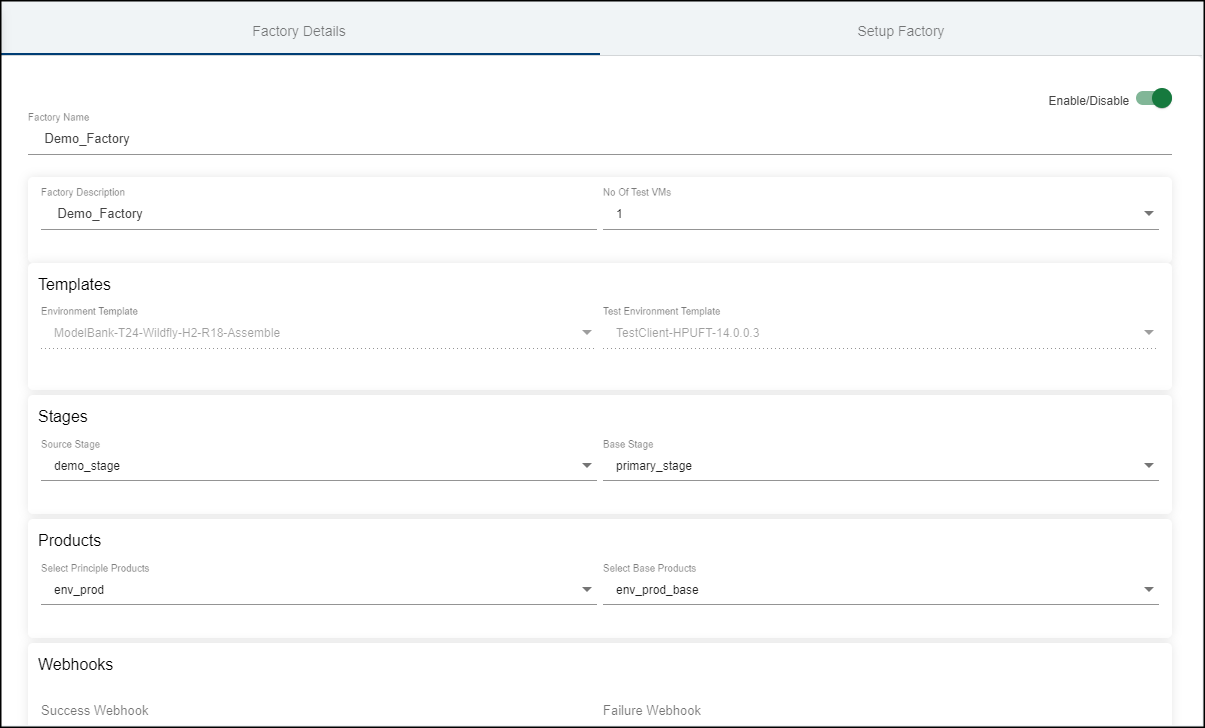 Factory Details
Setup Factory
Enable/Disable
Factory Name
Demo_Factory
Factory Description
No Of Test VMs
Demo_Factory
1
Templates
Environment Template
Test Environment Template
ModelBank-T24-Wildfly-H2-R18-Assemble
TestClient-HPUFT-14.0.0.3
Stages
Source Stage
Base Stage
demo_stage
primary_stage
Products
Select Principle Products
Select Base Products
env_prod
env_prod_base
Webhooks
Success Webhook
Failure Webhook